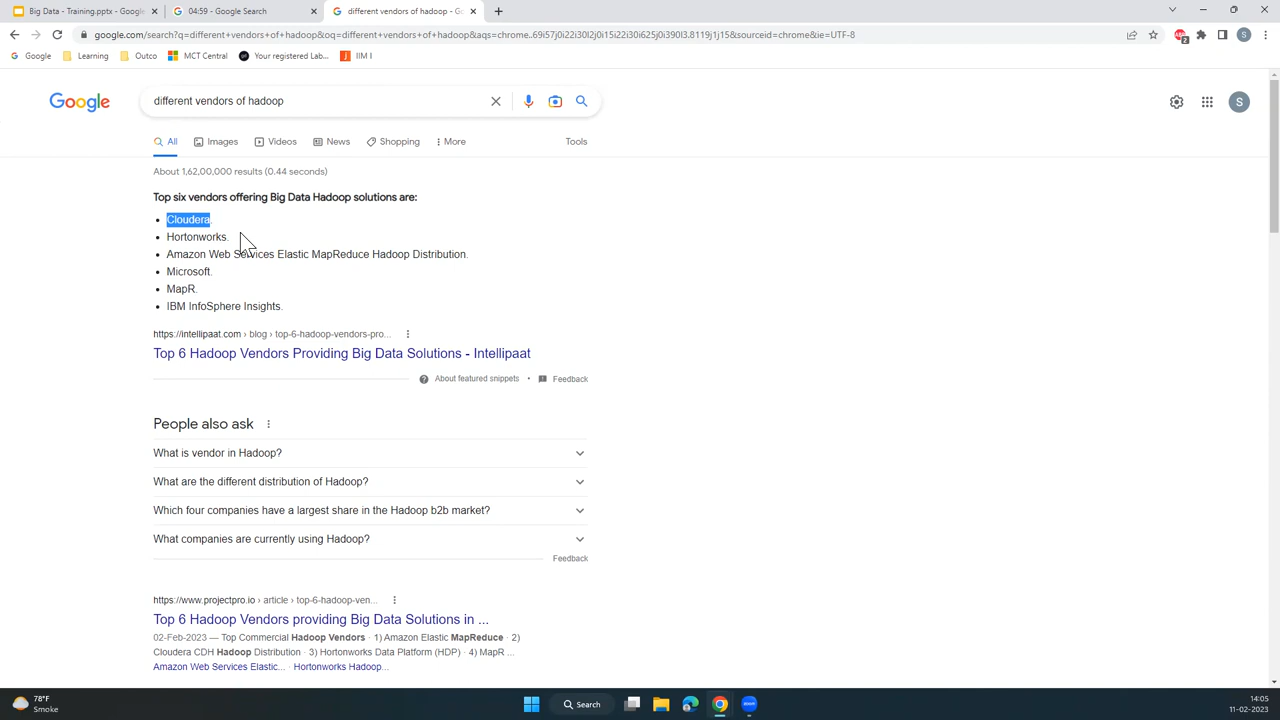 Big Data - Training.pptx - Google
04:59 - Google Search
different vendors of hadoop - Go
google.com/search?q=different+vendors+of+hadoop&oq=different+vendors+of+hadoop&aqs=chrome..69i57j0i22i30l2j0i15i22i30i625j0i390l3.8119j1j15&sourceid=chrome&ie=UTF-8
2
S
Google
Learning
Outco
MCT Central
Your registered Lab...
IIM I
Google
different vendors of hadoop
S
All
Images
Videos
News
Shopping
More
Tools
About 1,62,00,000 results (0.44 seconds)
Top six vendors offering Big Data Hadoop solutions are:
• Cloudera.
• Hortonworks.
• Amazon Web Services Elastic MapReduce Hadoop Distribution.
• Microsoft.
• MapR.
• IBM InfoSphere Insights.
https://intellipaat.com › blog › top-6-hadoop-vendors-pro...
Top 6 Hadoop Vendors Providing Big Data Solutions - Intellipaat
About featured snippets • Feedback
People also ask
What is vendor in Hadoop?
What are the different distribution of Hadoop?
Which four companies have a largest share in the Hadoop b2b market?
What companies are currently using Hadoop?
Feedback
https://www.projectpro.io › article › top-6-hadoop-ven...
Top 6 Hadoop Vendors providing Big Data Solutions in ...
02-Feb-2023 — Top Commercial Hadoop Vendors · 1) Amazon Elastic MapReduce · 2)
Cloudera CDH Hadoop Distribution · 3) Hortonworks Data Platform (HDP) · 4) MapR ...
Amazon Web Services Elastic... · Hortonworks Hadoop...
78°F
Smoke
Search
zoom
14:05
11-02-2023